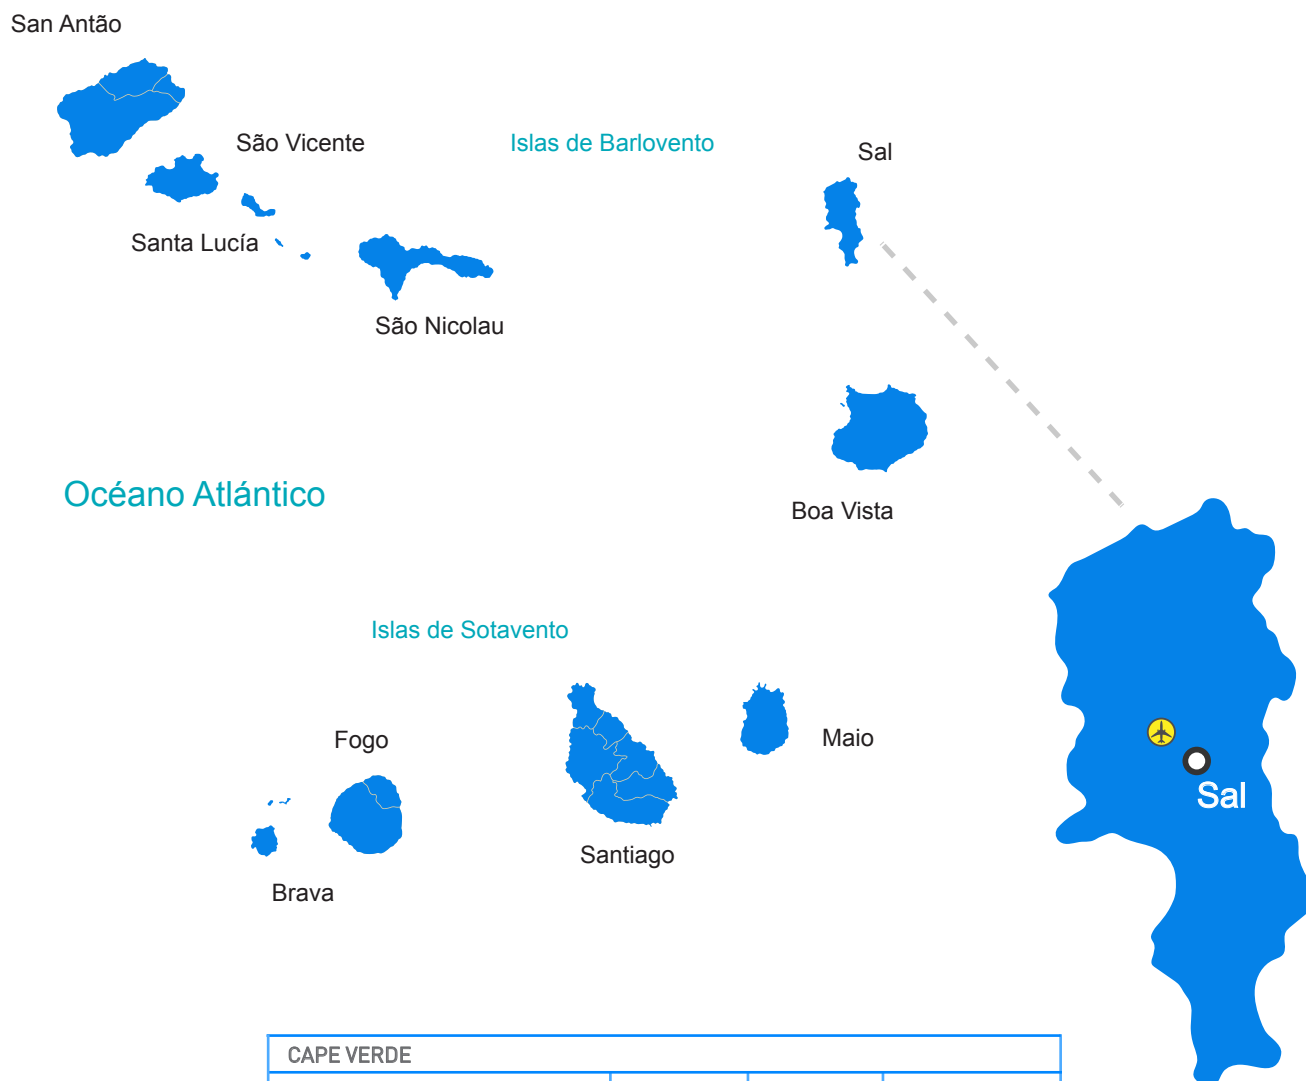 San Antão
São Vicente
Islas de Barlovento
Sal
Santa Lucía
São Nicolau
Océano Atlántico
Boa Vista
Islas de Sotavento
Fogo
Maio
Sal
Santiago
Brava
CAPE VERDE